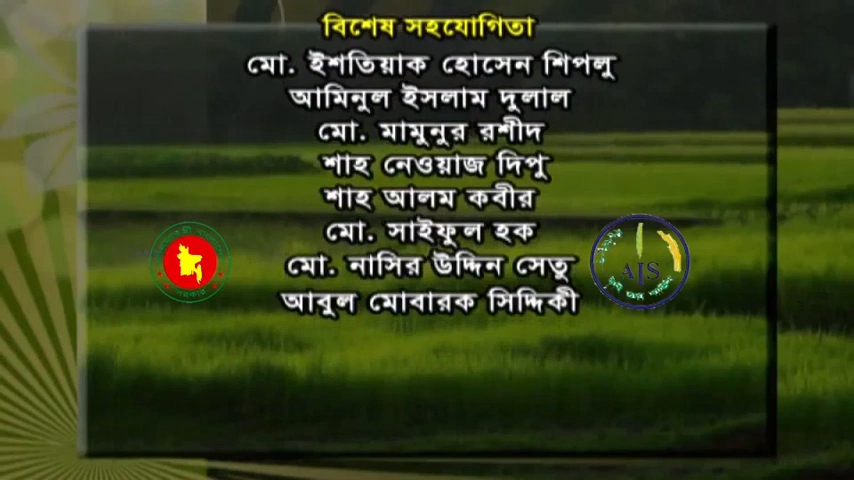 বিশেষ সহযোগিতা
মো. ইশতিয়াক হোসেন শিপলু
আমিনুল ইসলাম দুলাল
মো. মামুনুর রশীদ
শাহ নেওয়াজ দিপু
শাহ আলম কবীর
মো. সাইফুল হক
মো. নাসির উদ্দিন সেতু
আবুল মোবারক সিদ্দিকী
AIS